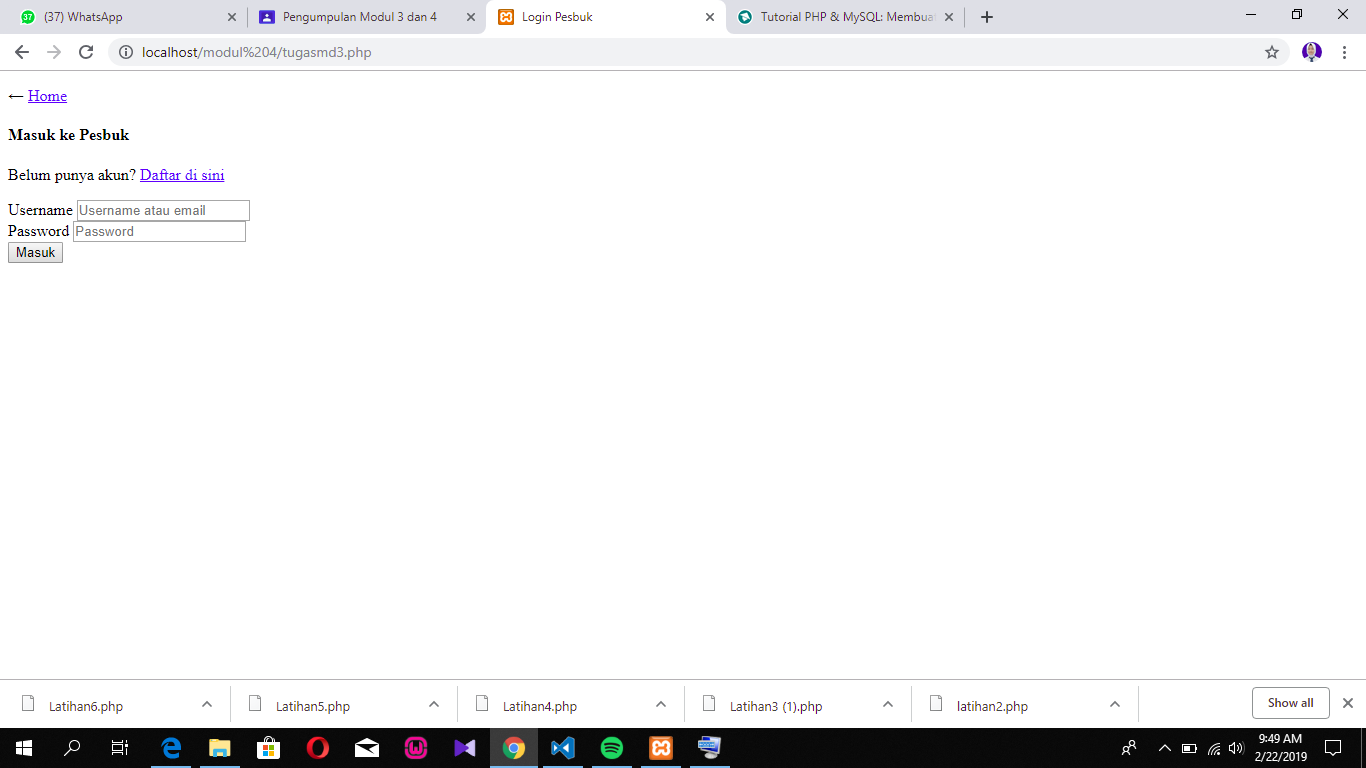 37 (37) WhatsApp
Pengumpulan Modul 3 dan 4
Login Pesbuk
Tutorial PHP & MySQL: Membua
localhost/modul%204/tugasmd3.php
← Home
Masuk ke Pesbuk
Belum punya akun? Daftar di sini
Username Username atau email
Password Password
Masuk
Latihan6.php
Latihan5.php
Latihan4.php
Latihan3 (1).php
latihan2.php
Show all
9:49 AM
2/22/2019